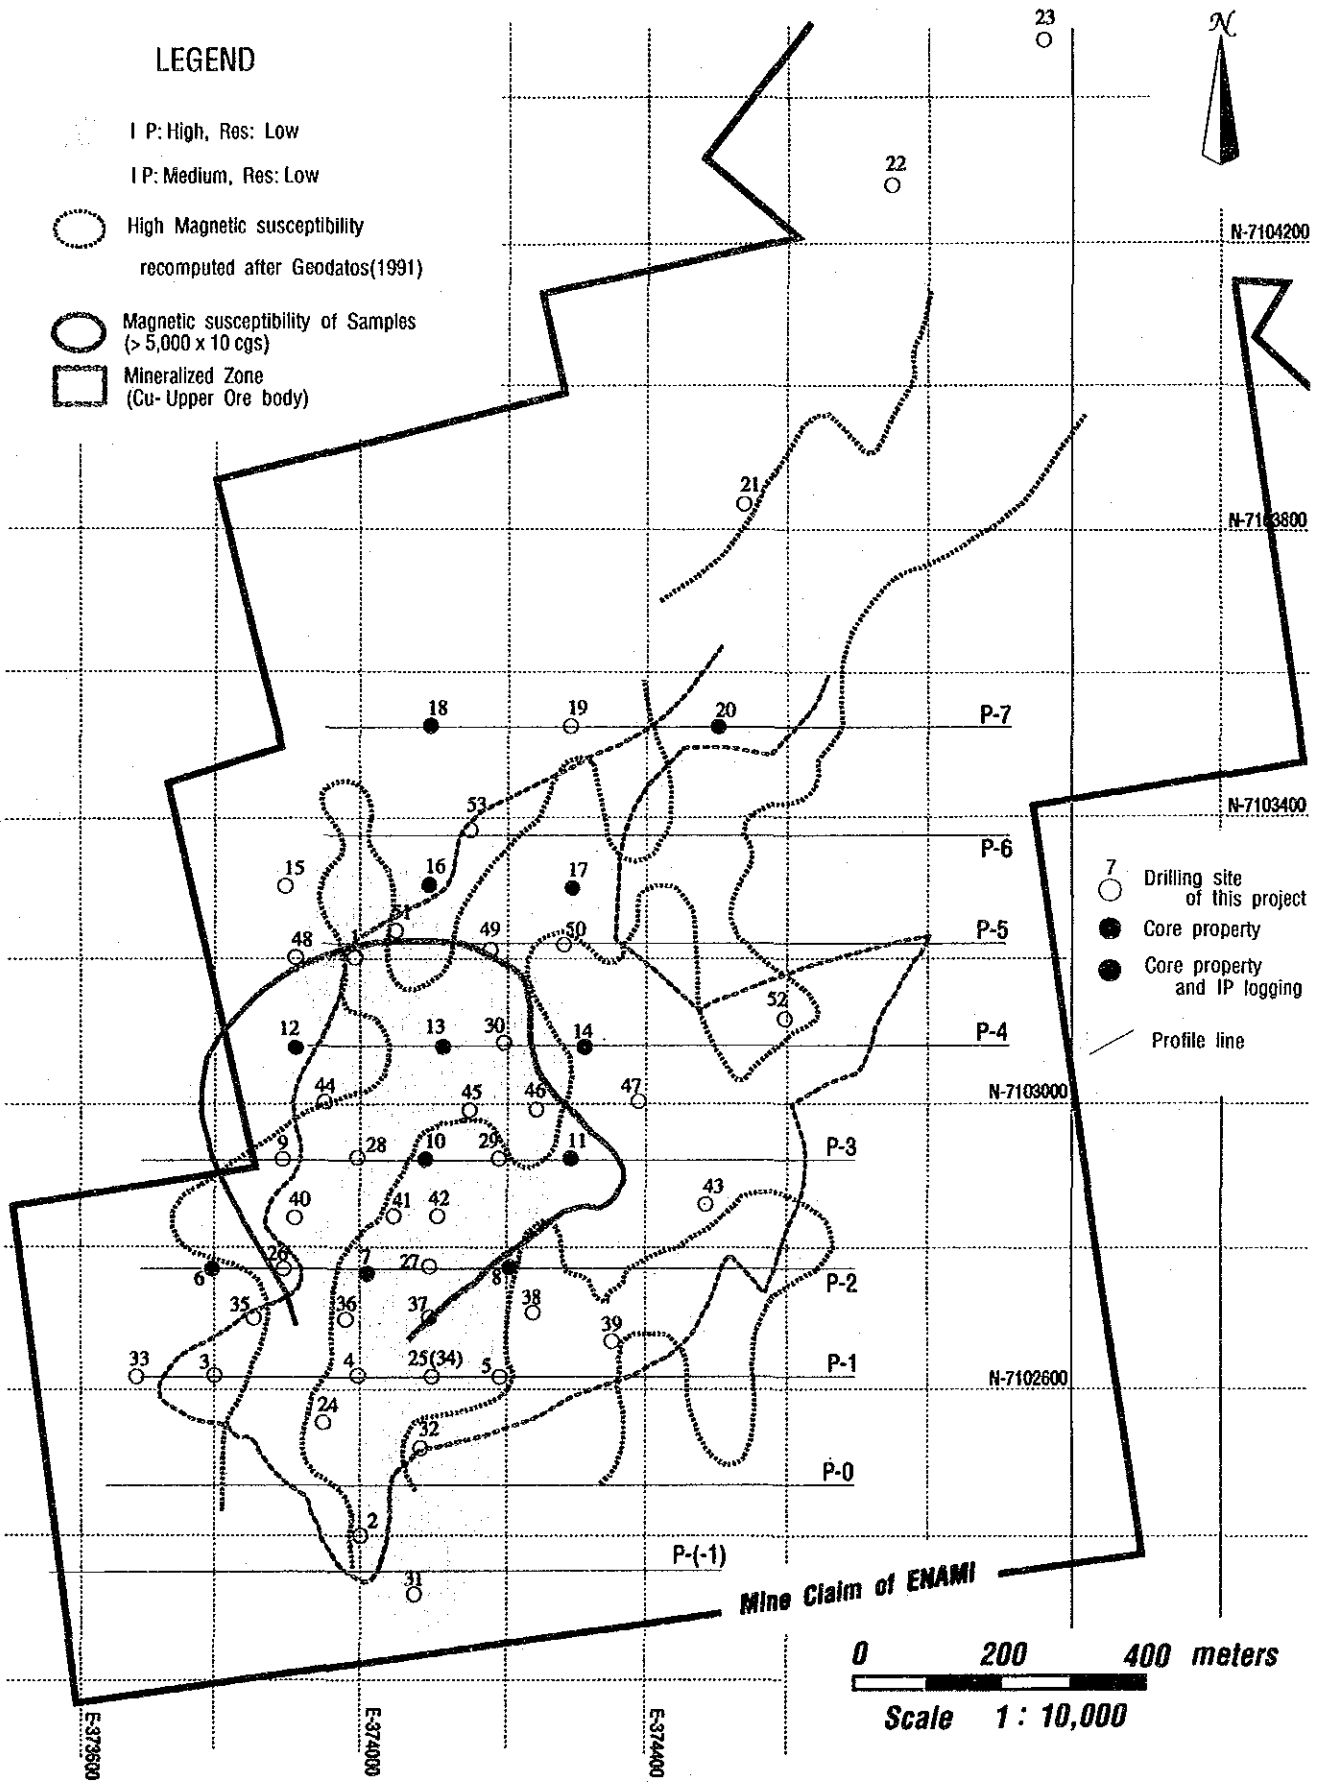 23
N
LEGEND
I P: High, Res: Low
I P: Medium, Res: Low
22
High Magnetic susceptibility
recomputed after Geodatos(1991)
N-7104200
Magnetic susceptibility of Samples
(> 5,000 x 10 cgs)
Mineralized Zone
(Cu- Upper Ore body)
21
N-7103800
18
19
20
P-7
53
N-7103400
P-6
15
16
17
7
Drilling site
of this project
51
48
1
49
50
P-5
Core property
Core property
and IP logging
52
12
13
30
14
P-4
Profile line
44
45
46
47
N-7103000
9
28
10
29
11
P-3
40
41
42
43
6
26
7
27
8
P-2
35
36
37
38
39
33
3
4
25(34)
5
P-1
N-7102600
24
32
P-0
2
P-(-1)
31
Mine Claim of ENAMI
0 200 400 meters
Scale 1 : 10,000
E-373600
E-374000
E-374400